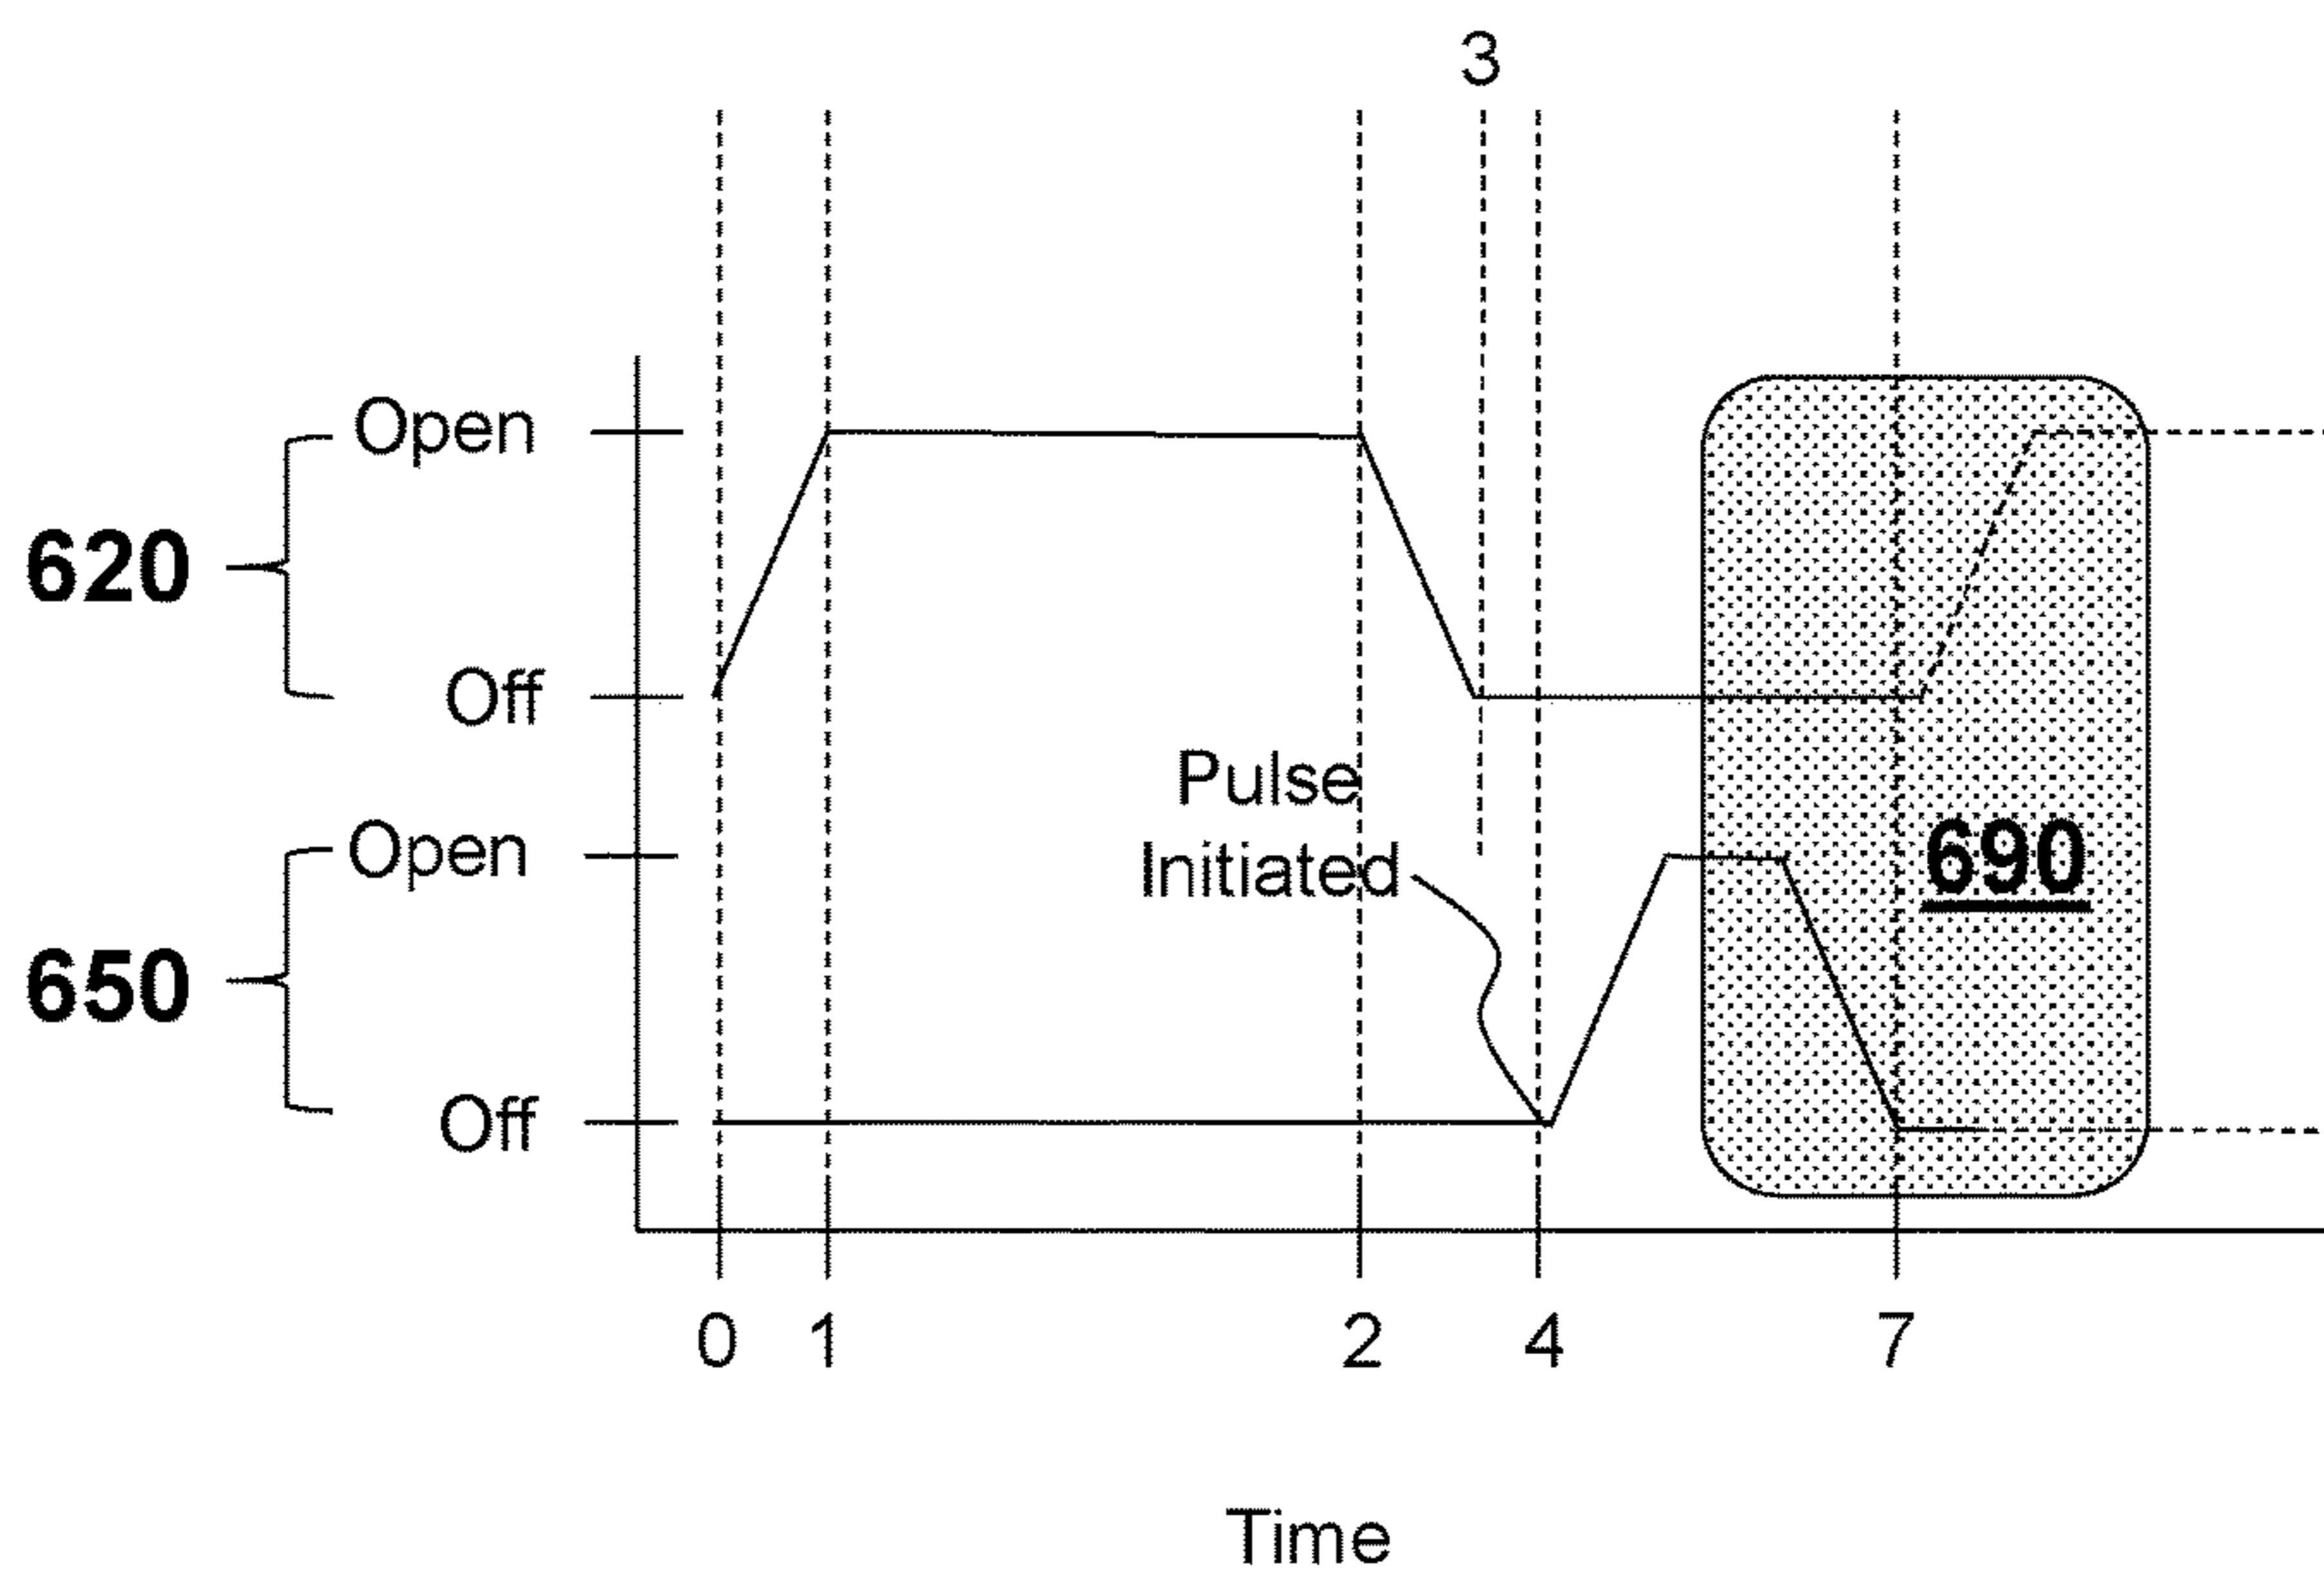 3
Open
620
Off
Pulse
Initiated
Open
690
650
Off
0 1 2 4 7
Time